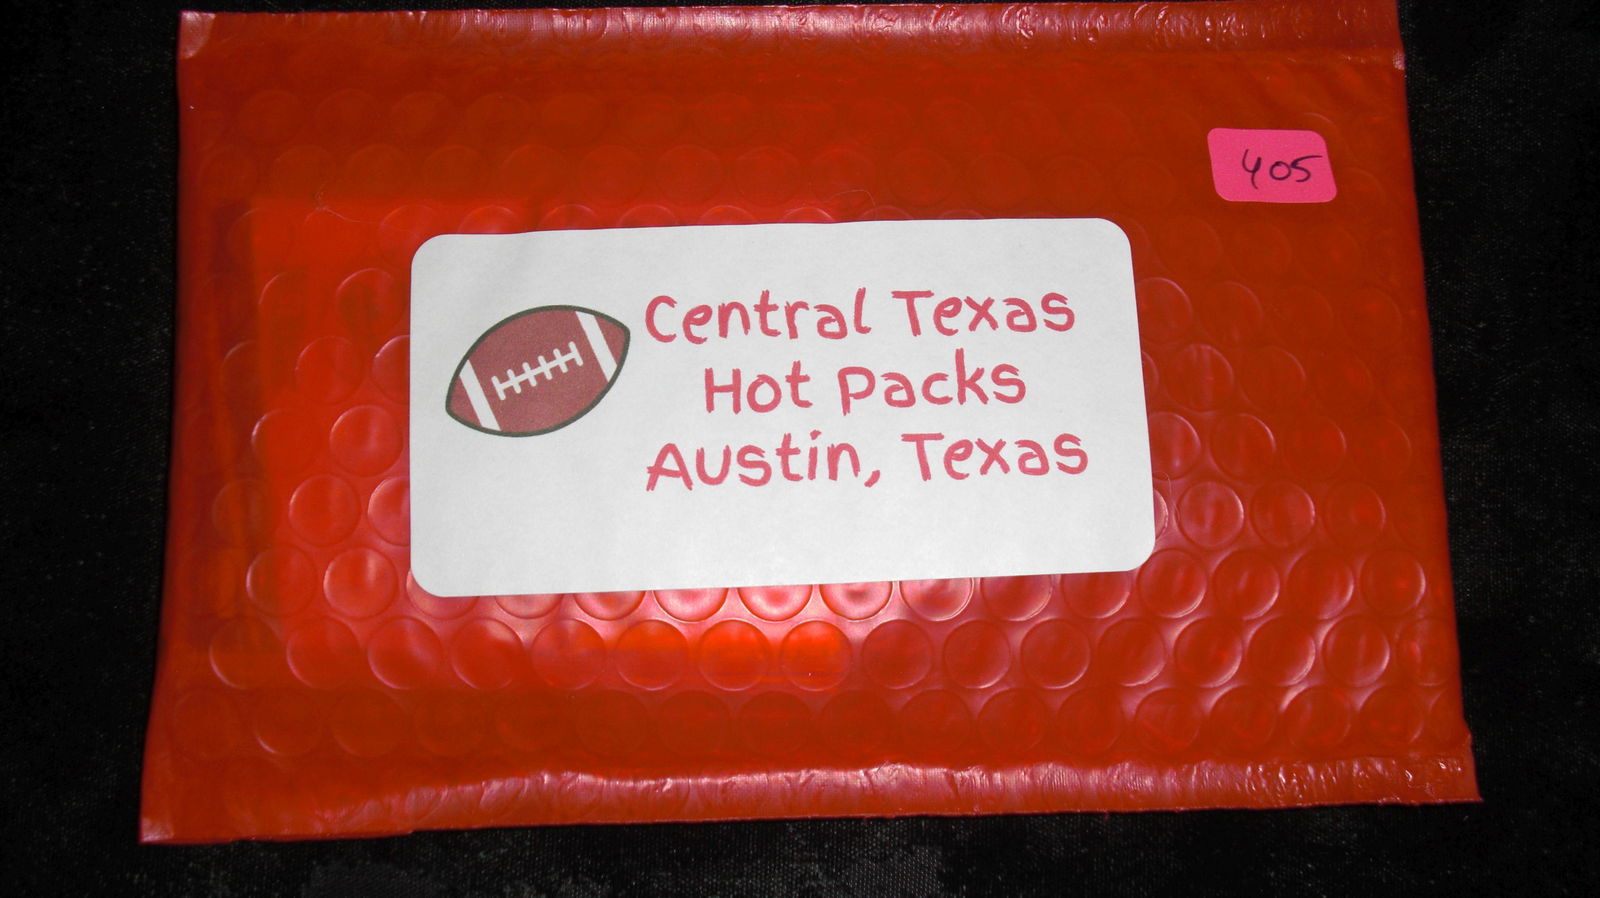 405
Central Texas
Hot Packs
Austin, Texas